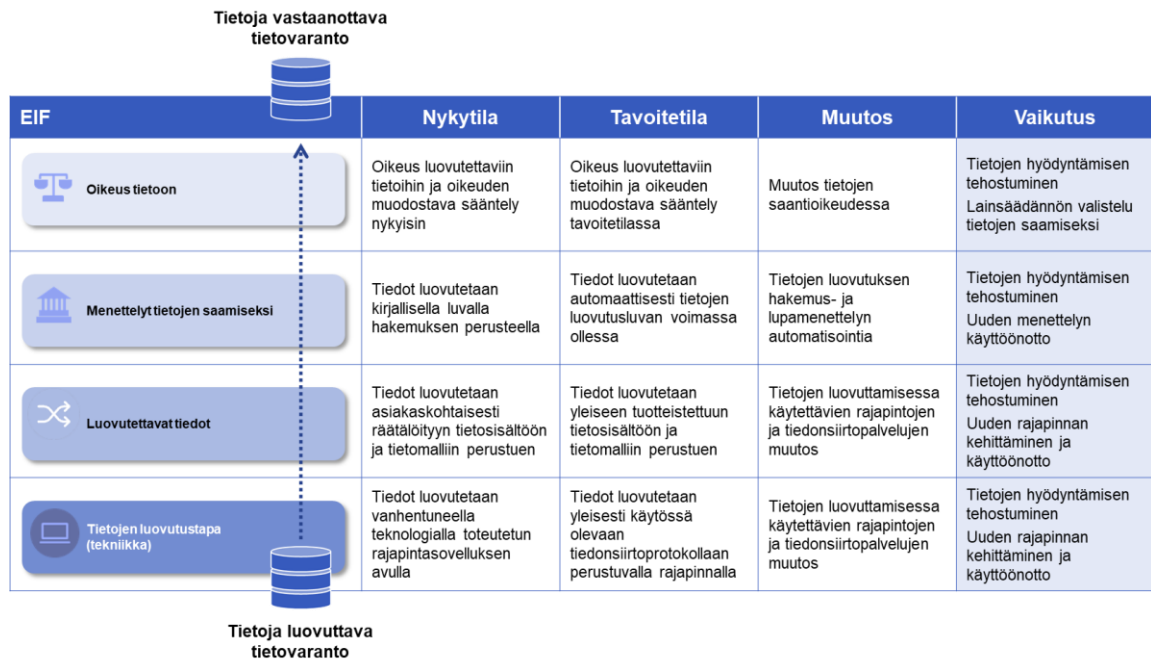 Tietoja vastaanottava
tietovaranto
EIF
Nykytila
Tavoitetila
Muutos
Vaikutus
Oikeus tietoon
Oikeus luovutettaviin
tietoihin ja oikeuden
muodostava sääntely
nykyisin
Oikeus luovutettaviin
tietoihin ja oikeuden
muodostava sääntely
tavoitetilassa
Muutos tietojen
saantioikeudessa
Tietojen hyödyntämisen
tehostuminen
Lainsäädännön valistelu
tietojen saamiseksi
Menettelyt tietojen saamiseksi
Tiedot luovutetaan
kirjallisella luvalla
hakemuksen perusteella
Tiedot luovutetaan
automaattisesti tietojen
luovutusluvan voimassa
ollessa
Tietojen luovutuksen
hakemus- ja
lupamenettelyn
automatisointia
Tietojen hyödyntämisen
tehostuminen
Uuden menettelyn
käyttöönotto
Luovutettavat tiedot
Tiedot luovutetaan
asiakaskohtaisesti
räätälöityyn tietosisältöön
ja tietomalliin perustuen
Tiedot luovutetaan
yleiseen tuotteistettuun
tietosisältöön ja
tietomalliin perustuen
Tietojen luovuttamisessa
käytettävien rajapintojen
ja tiedonsiirtopalvelujen
muutos
Tietojen hyödyntämisen
tehostuminen
Uuden rajapinnan
kehittäminen ja
käyttöönotto
Tietojen luovutustapa
(tekniikka)
Tiedot luovutetaan
vanhentuneella
teknologialla toteutetun
rajapintasovelluksen
avulla
Tiedot luovutetaan
yleisesti käytössä
olevaan
tiedonsiirtoprotokollaan
perustuvalla rajapinnalla
Tietojen luovuttamisessa
käytettävien rajapintojen
ja tiedonsiirtopalvelujen
muutos
Tietojen hyödyntämisen
tehostuminen
Uuden rajapinnan
kehittäminen ja
käyttöönotto
Tietoja luovuttava
tietovaranto